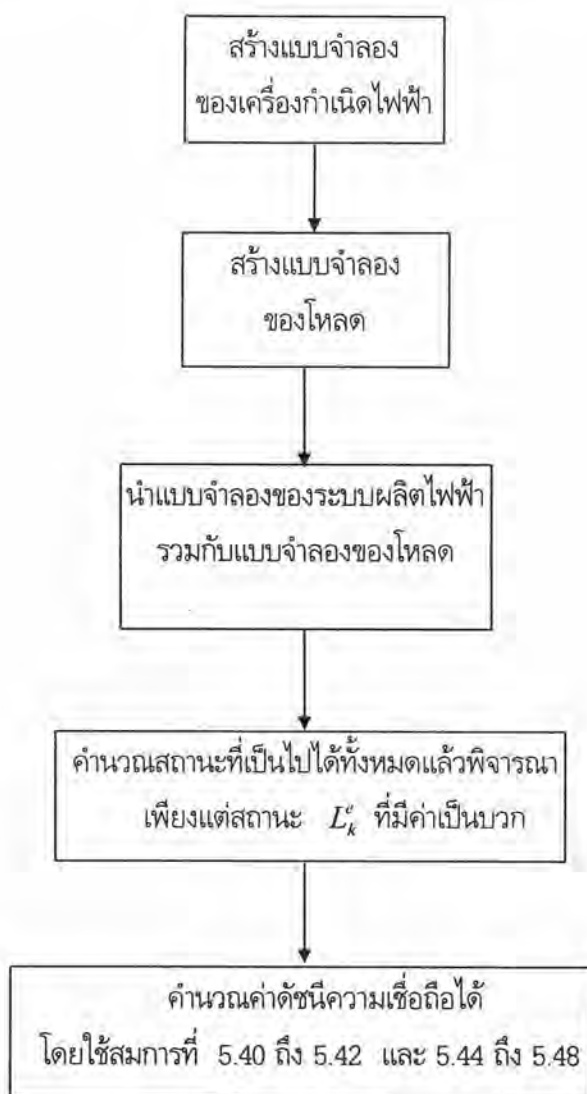 สร้างแบบจำลอง
ของเครื่องกำเนิดไฟฟ้า
สร้างแบบจำลอง
ของโหลด
นำแบบจำลองของระบบผลิตไฟฟ้า
รวมกับแบบจำลองของโหลด
คำนวณสถานะที่เป็นไปได้ทั้งหมดแล้วพิจารณา
เพียงแต่สถานะ $L_k^e$ ที่มีค่าเป็นบวก
คำนวณค่าดัชนีความเชื่อถือได้
โดยใช้สมการที่ 5.40 ถึง 5.42 และ 5.44 ถึง 5.48